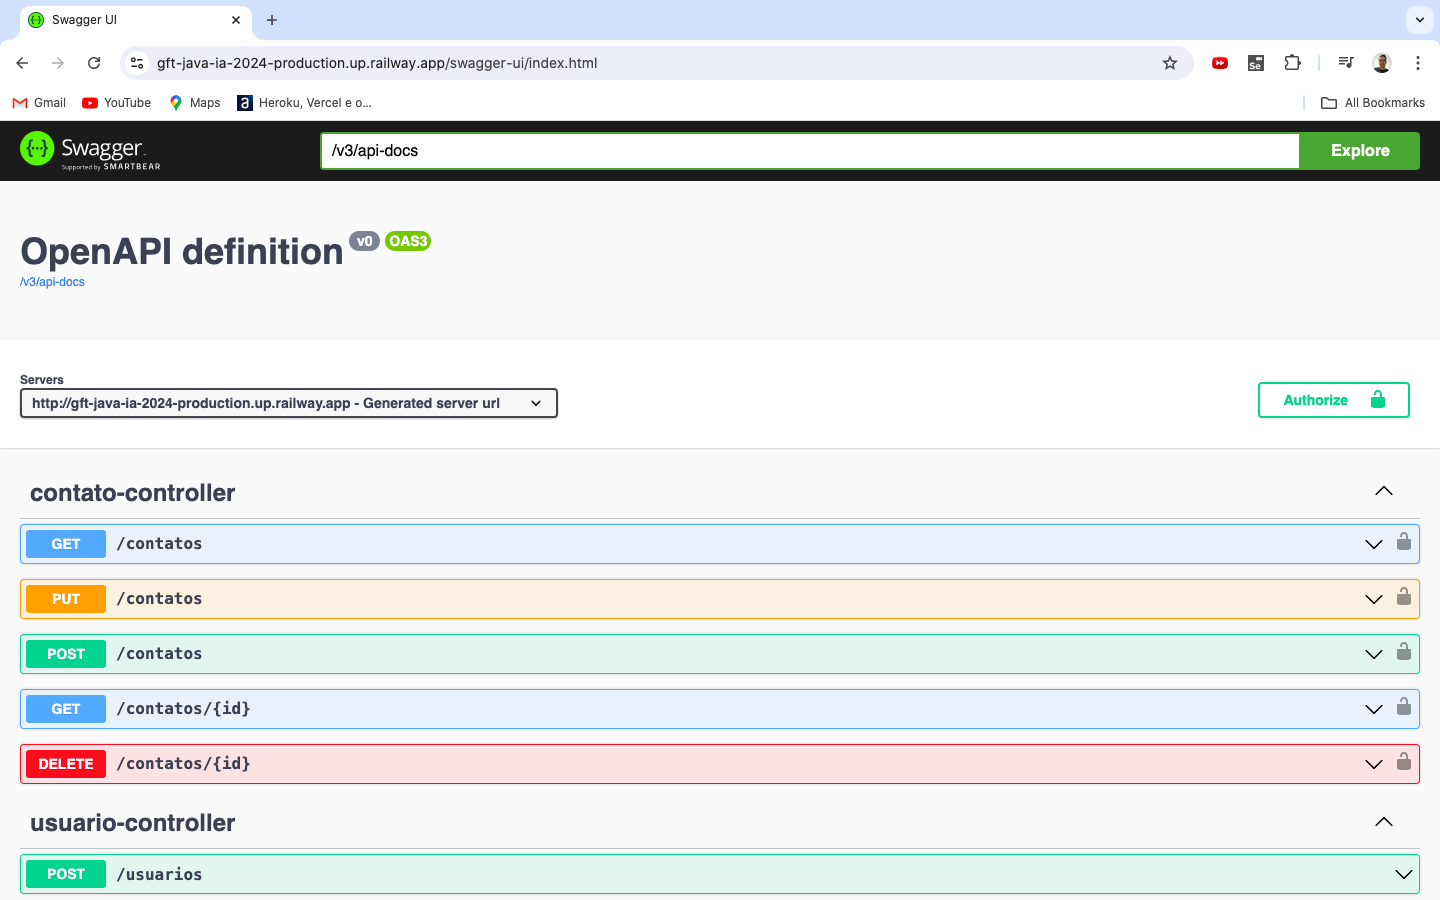 Swagger UI
gft-java-ia-2024-production.up.railway.app/swagger-ui/index.html
Gmail
YouTube
Maps
Heroku, Vercel e o...
All Bookmarks
Swagger.
Supported by SMARTBEAR
/v3/api-docs
Explore
OpenAPI definition v0 OAS3
/v3/api-docs
Servers
http://gft-java-ia-2024-production.up.railway.app - Generated server url
Authorize
contato-controller
GET /contatos
PUT /contatos
POST /contatos
GET /contatos/{id}
DELETE /contatos/{id}
usuario-controller
POST /usuarios